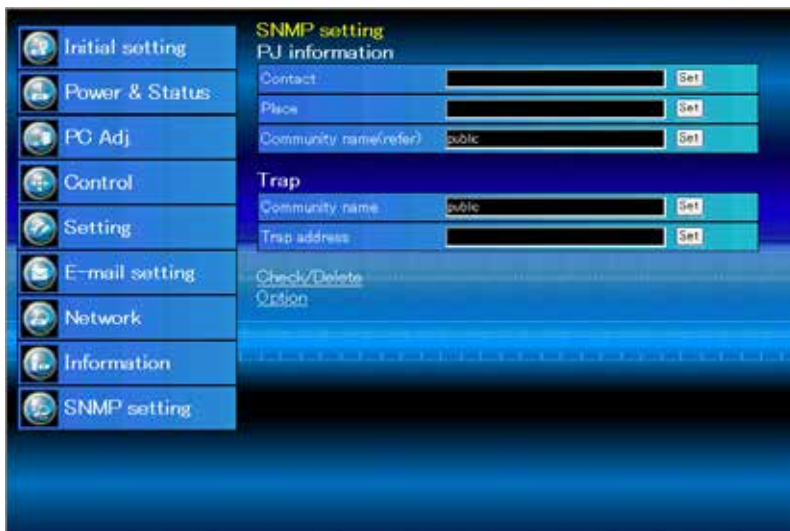 Initial setting
Power & Status
PC Adj.
Control
Setting
E-mail setting
Network
Information
SNMP setting
SNMP setting
PJ information
Contact Set
Place Set
Community name(refer) public Set
Trap
Community name public Set
Trap address Set
Check/Delete
Option